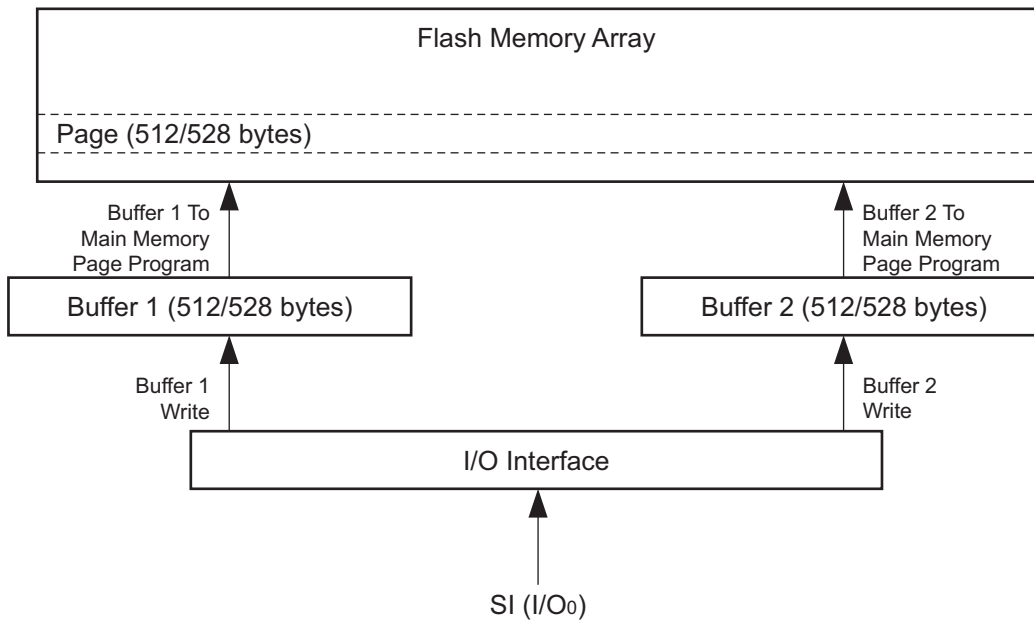 Flash Memory Array
Page (512/528 bytes)
Buffer 1 To
Main Memory
Page Program
Buffer 2 To
Main Memory
Page Program
Buffer 1 (512/528 bytes)
Buffer 2 (512/528 bytes)
Buffer 1
Write
Buffer 2
Write
I/O Interface
SI (I/O0)